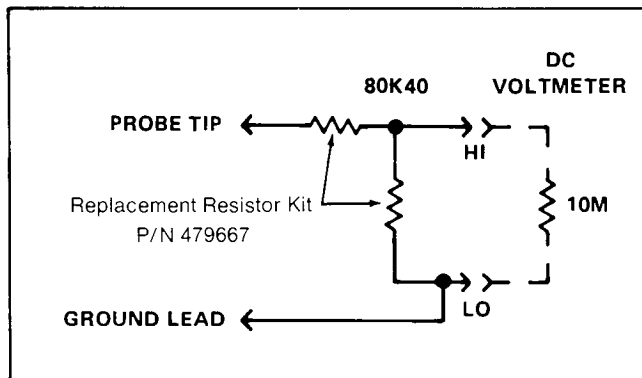 80K40
DC
VOLTMETER
PROBE TIP
HI
Replacement Resistor Kit
P/N 479667
10M
LO
GROUND LEAD